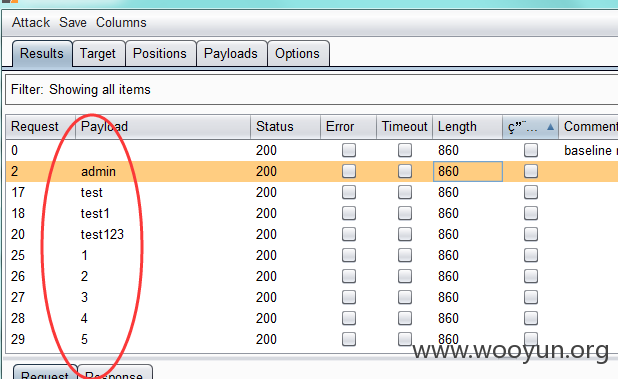 Attack Save Columns
Results Target Positions Payloads Options
Filter: Showing all items
Request Payload Status Error Timeout Length ç”¨... Comment
0 200 860 baseline r
2 admin 200 860
17 test 200 860
18 test1 200 860
20 test123 200 860
25 1 200 860
26 2 200 860
27 3 200 860
28 4 200 860
29 5 200 860
www.wooyun.org
Request Response